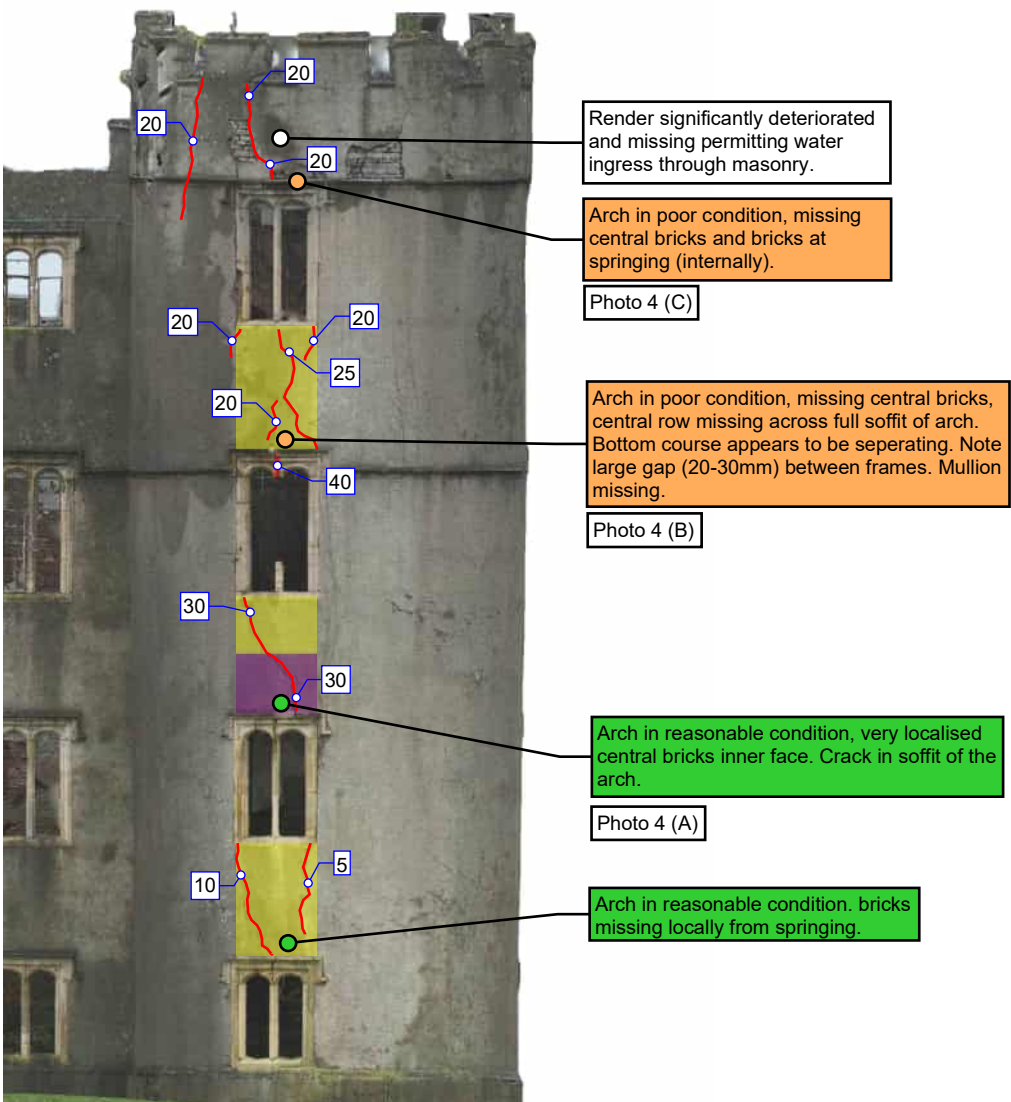 20
20
20
Render significantly deteriorated
and missing permitting water
ingress through masonry.
Arch in poor condition, missing
central bricks and bricks at
springing (internally).
Photo 4 (C)
20
20
25
20
40
Arch in poor condition, missing central bricks,
central row missing across full soffit of arch.
Bottom course appears to be seperating. Note
large gap (20-30mm) between frames. Mullion
missing.
Photo 4 (B)
30
30
Arch in reasonable condition, very localised
central bricks inner face. Crack in soffit of the
arch.
Photo 4 (A)
10
5
Arch in reasonable condition. bricks
missing locally from springing.